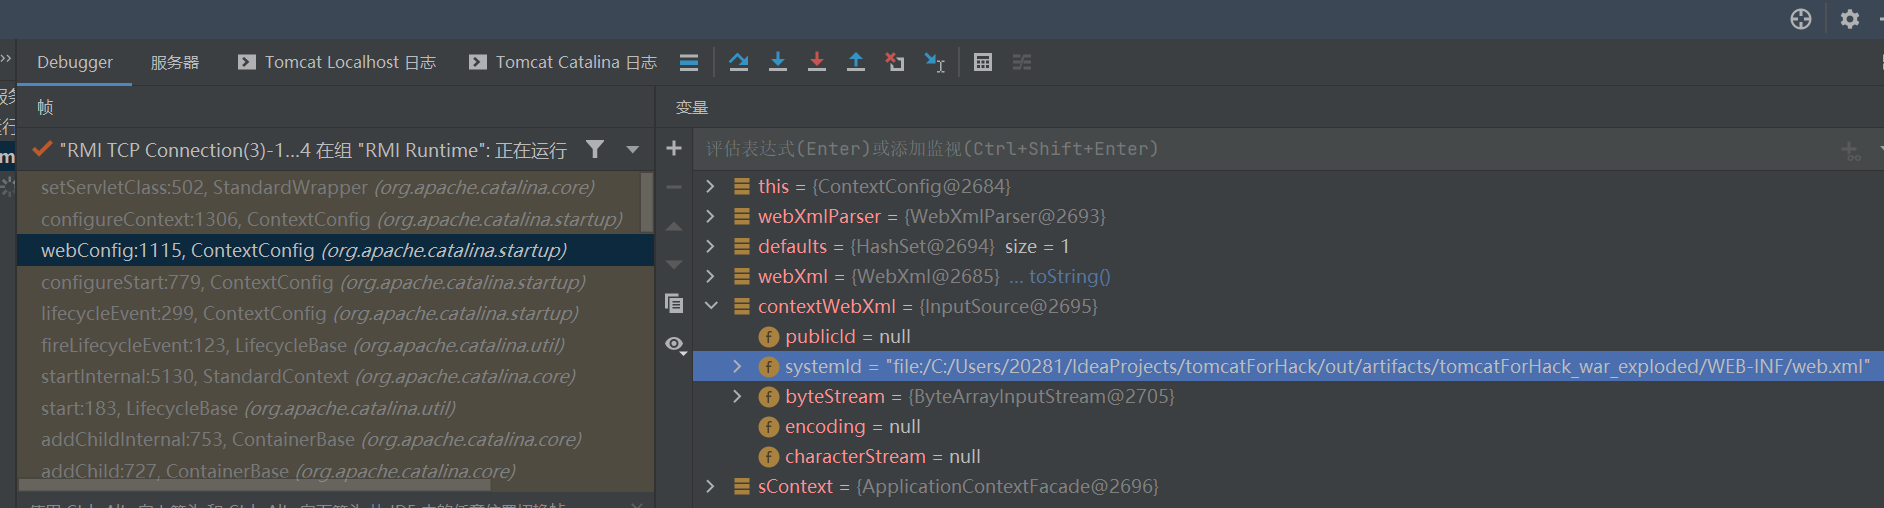 Debugger 服务器 Tomcat Localhost 日志 Tomcat Catalina 日志
帧
变量
"RMI TCP Connection(3)-1...4 在组 "RMI Runtime": 正在运行
评估表达式(Enter)或添加监视(Ctrl+Shift+Enter)
setServletClass:502, StandardWrapper (org.apache.catalina.core)
configureContext:1306, ContextConfig (org.apache.catalina.startup)
webConfig:1115, ContextConfig (org.apache.catalina.startup)
configureStart:779, ContextConfig (org.apache.catalina.startup)
lifecycleEvent:299, ContextConfig (org.apache.catalina.startup)
fireLifecycleEvent:123, LifecycleBase (org.apache.catalina.util)
startInternal:5130, StandardContext (org.apache.catalina.core)
start:183, LifecycleBase (org.apache.catalina.util)
addChildInternal:753, ContainerBase (org.apache.catalina.core)
addChild:727, ContainerBase (org.apache.catalina.core)
this = {ContextConfig@2684}
webXmlParser = {WebXmlParser@2693}
defaults = {HashSet@2694} size = 1
webXml = {WebXml@2685} ... toString()
contextWebXml = {InputSource@2695}
publicId = null
systemId = "file:/C:/Users/20281/IdeaProjects/tomcatForHack/out/artifacts/tomcatForHack_war_exploded/WEB-INF/web.xml"
byteStream = {ByteArrayInputStream@2705}
encoding = null
characterStream = null
sContext = {ApplicationContextFacade@2696}